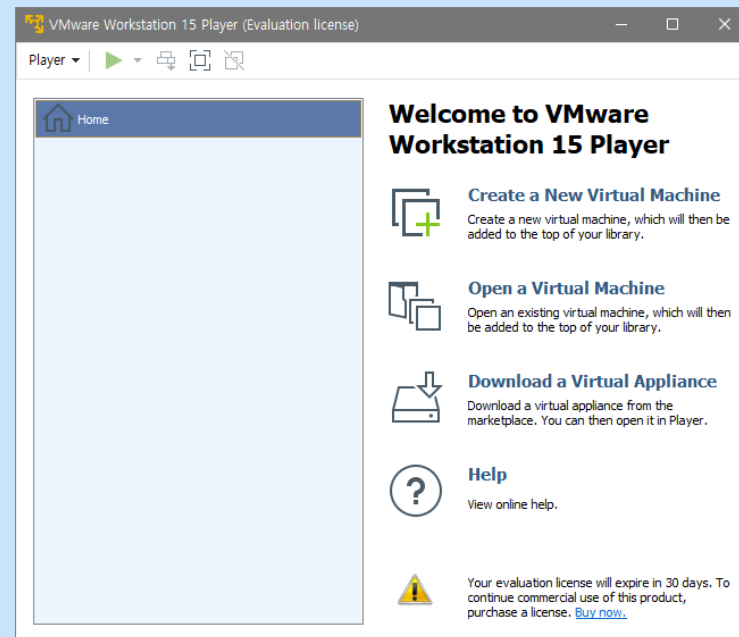 VMware Workstation 15 Player (Evaluation license)
Player
Home
Welcome to VMware
Workstation 15 Player
Create a New Virtual Machine
Create a new virtual machine, which will then be
added to the top of your library.
Open a Virtual Machine
Open an existing virtual machine, which will then
be added to the top of your library.
Download a Virtual Appliance
Download a virtual appliance from the
marketplace. You can then open it in Player.
Help
View online help.
Your evaluation license will expire in 30 days. To
continue commercial use of this product,
purchase a license. Buy now.